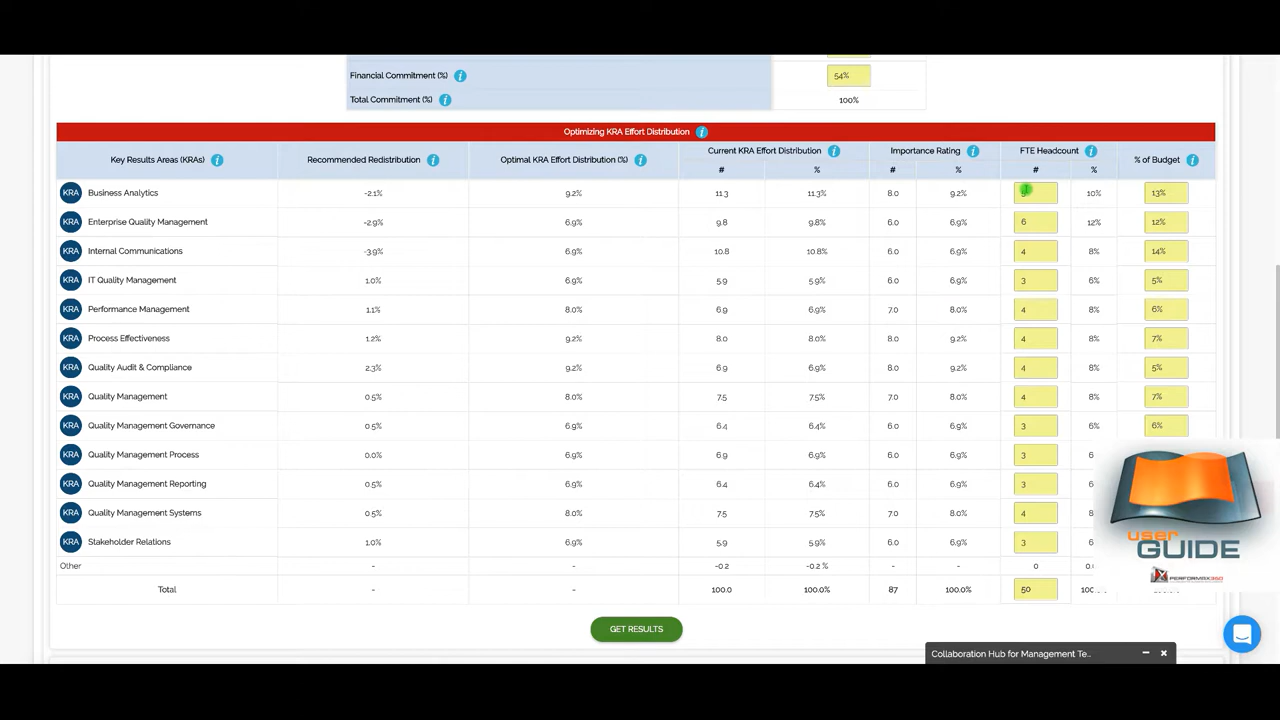 Financial Commitment (%) 54%
Total Commitment (%) 100%
Optimizing KRA Effort Distribution
Key Results Areas (KRAs) Recommended Redistribution Optimal KRA Effort Distribution (%) Current KRA Effort Distribution Importance Rating FTE Headcount % of Budget
# % # % # %
KRA Business Analytics -2.1% 9.2% 11.3 11.3% 8.0 9.2% 10% 13%
KRA Enterprise Quality Management -2.9% 6.9% 9.8 9.8% 6.0 6.9% 6 12% 12%
KRA Internal Communications -3.9% 6.9% 10.8 10.8% 6.0 6.9% 4 8% 14%
KRA IT Quality Management 1.0% 6.9% 5.9 5.9% 6.0 6.9% 3 6% 5%
KRA Performance Management 1.1% 8.0% 6.9 6.9% 7.0 8.0% 4 8% 6%
KRA Process Effectiveness 1.2% 9.2% 8.0 8.0% 8.0 9.2% 4 8% 7%
KRA Quality Audit & Compliance 2.3% 9.2% 6.9 6.9% 8.0 9.2% 4 8% 5%
KRA Quality Management 0.5% 8.0% 7.5 7.5% 7.0 8.0% 4 8% 7%
KRA Quality Management Governance 0.5% 6.9% 6.4 6.4% 6.0 6.9% 3 6% 6%
KRA Quality Management Process 0.0% 6.9% 6.9 6.9% 6.0 6.9% 3 6
KRA Quality Management Reporting 0.5% 6.9% 6.4 6.4% 6.0 6.9% 3 6
KRA Quality Management Systems 0.5% 8.0% 7.5 7.5% 7.0 8.0% 4 8
KRA Stakeholder Relations 1.0% 6.9% 5.9 5.9% 6.0 6.9% 3 6
Other - - -0.2 -0.2 % - - 0 0.
Total - - 100.0 100.0% 87 100.0% 50
user
GUIDE
PERFORMAX360
GET RESULTS
Collaboration Hub for Management Te...